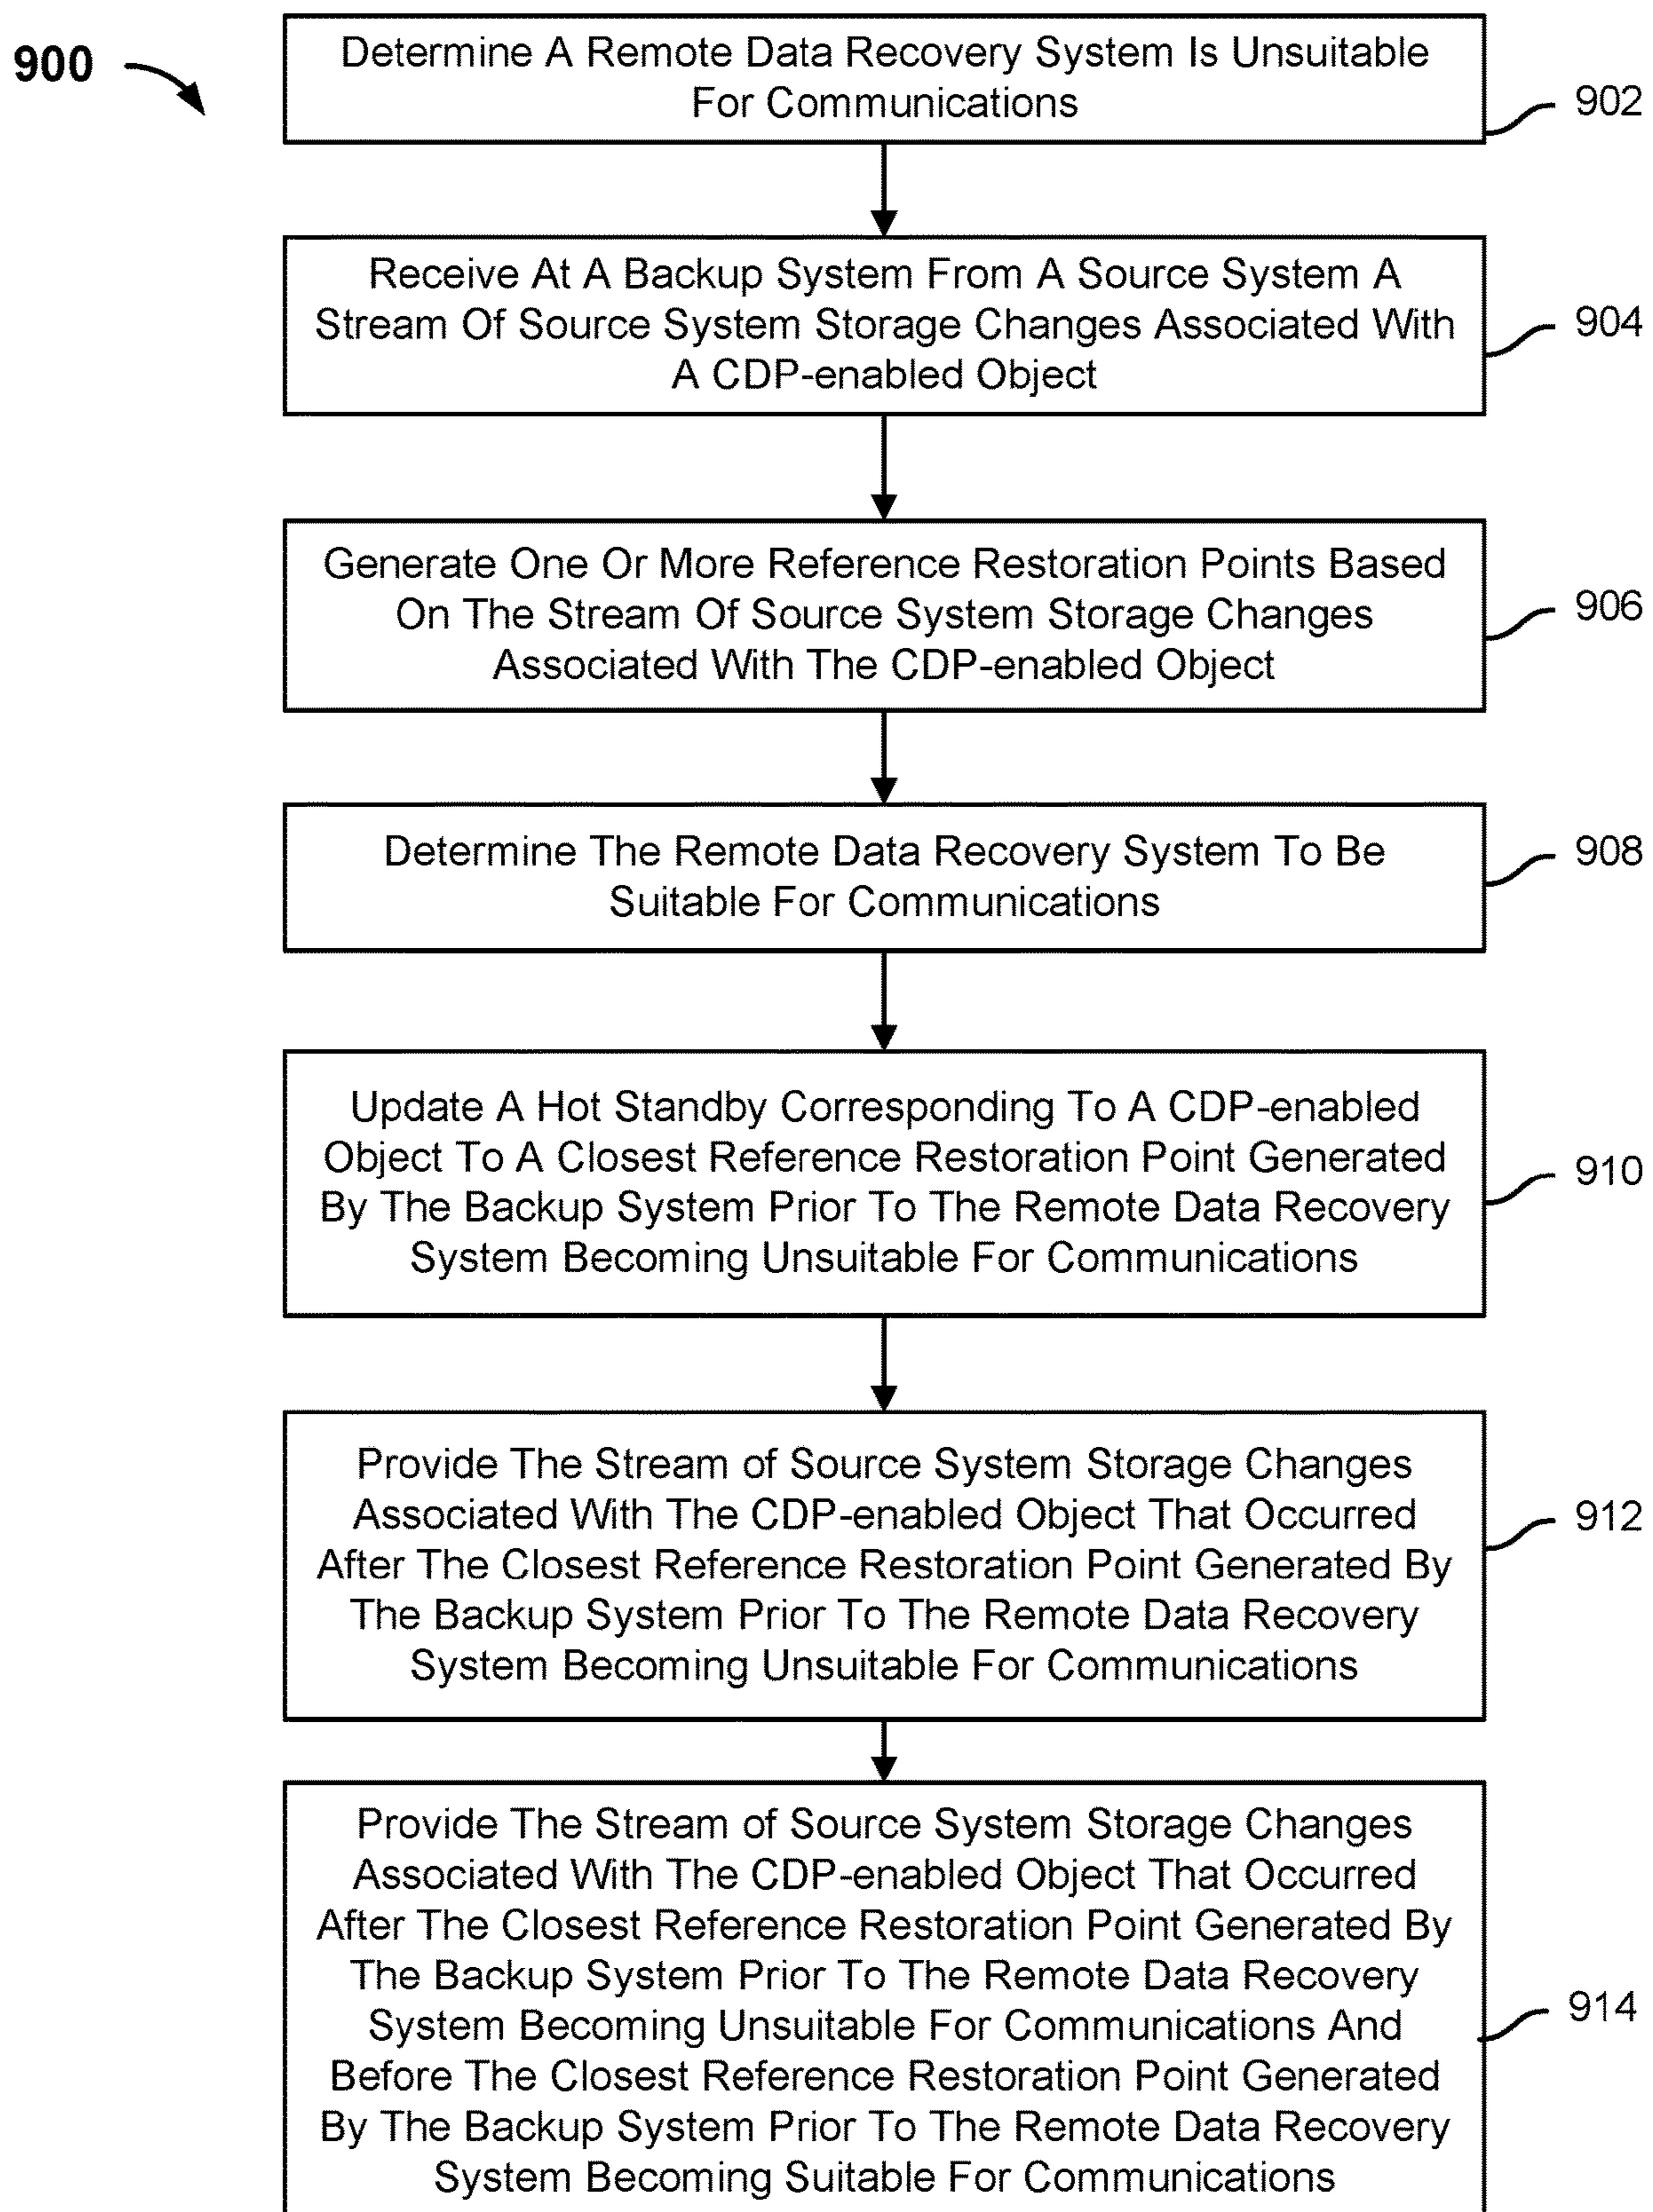 900
Determine A Remote Data Recovery System Is Unsuitable
For Communications
902
Receive At A Backup System From A Source System A
Stream Of Source System Storage Changes Associated With
A CDP-enabled Object
904
Generate One Or More Reference Restoration Points Based
On The Stream Of Source System Storage Changes
Associated With The CDP-enabled Object
906
Determine The Remote Data Recovery System To Be
Suitable For Communications
908
Update A Hot Standby Corresponding To A CDP-enabled
Object To A Closest Reference Restoration Point Generated
By The Backup System Prior To The Remote Data Recovery
System Becoming Unsuitable For Communications
910
Provide The Stream of Source System Storage Changes
Associated With The CDP-enabled Object That Occurred
After The Closest Reference Restoration Point Generated By
The Backup System Prior To The Remote Data Recovery
System Becoming Unsuitable For Communications
912
Provide The Stream of Source System Storage Changes
Associated With The CDP-enabled Object That Occurred
After The Closest Reference Restoration Point Generated By
The Backup System Prior To The Remote Data Recovery
System Becoming Unsuitable For Communications And
Before The Closest Reference Restoration Point Generated
By The Backup System Prior To The Remote Data Recovery
System Becoming Suitable For Communications
914